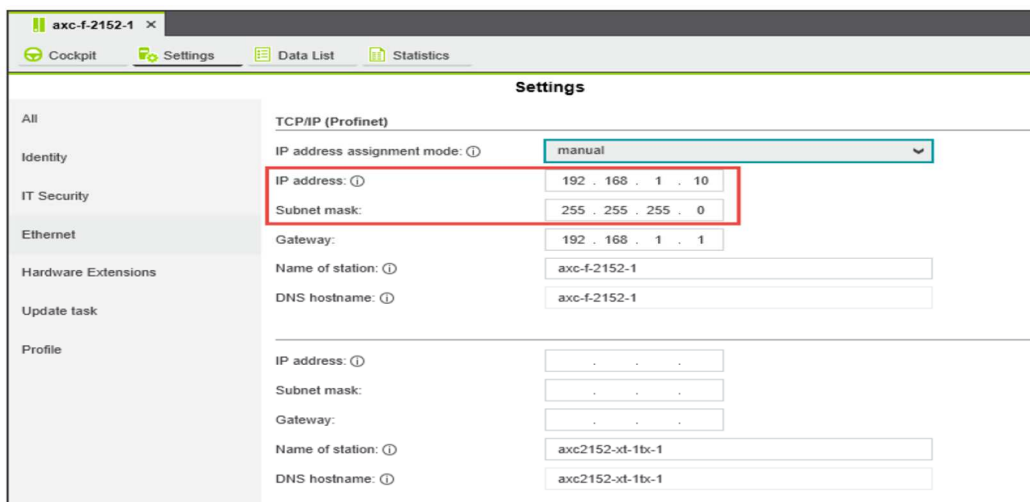 axc-f-2152-1 ×
Cockpit Settings Data List Statistics
Settings
All
Identity
IT Security
Ethernet
Hardware Extensions
Update task
Profile
TCP/IP (Profinet)
IP address assignment mode: manual
IP address: 192 . 168 . 1 . 10
Subnet mask: 255 . 255 . 255 . 0
Gateway: 192 . 168 . 1 . 1
Name of station: axc-f-2152-1
DNS hostname: axc-f-2152-1
IP address: . . .
Subnet mask: . . .
Gateway: . . .
Name of station: axc2152-xt-1tx-1
DNS hostname: axc2152-xt-1tx-1